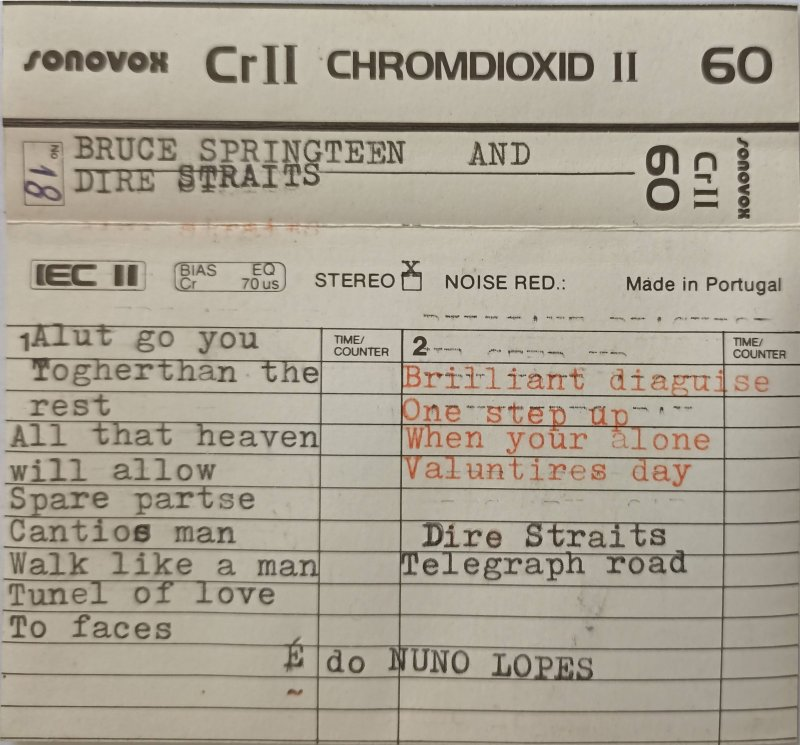 sonovox CrII CHROMDIOXID II 60
No 18
BRUCE SPRINGTEEN AND
DIRE STRAITS
60 CrII sonovox
IEC II BIAS Cr EQ 70us STEREO X NOISE RED.: Made in Portugal
1 Alut go you
Togherthan the
rest
All that heaven
will allow
Spare partse
Cantios man
Walk like a man
Tunel of love
To faces
TIME/
COUNTER
2
Brilliant diaguise
One step up
When your alone
Valuntires day
Dire Straits
Telegraph road
TIME/
COUNTER
É do NUNO LOPES
~